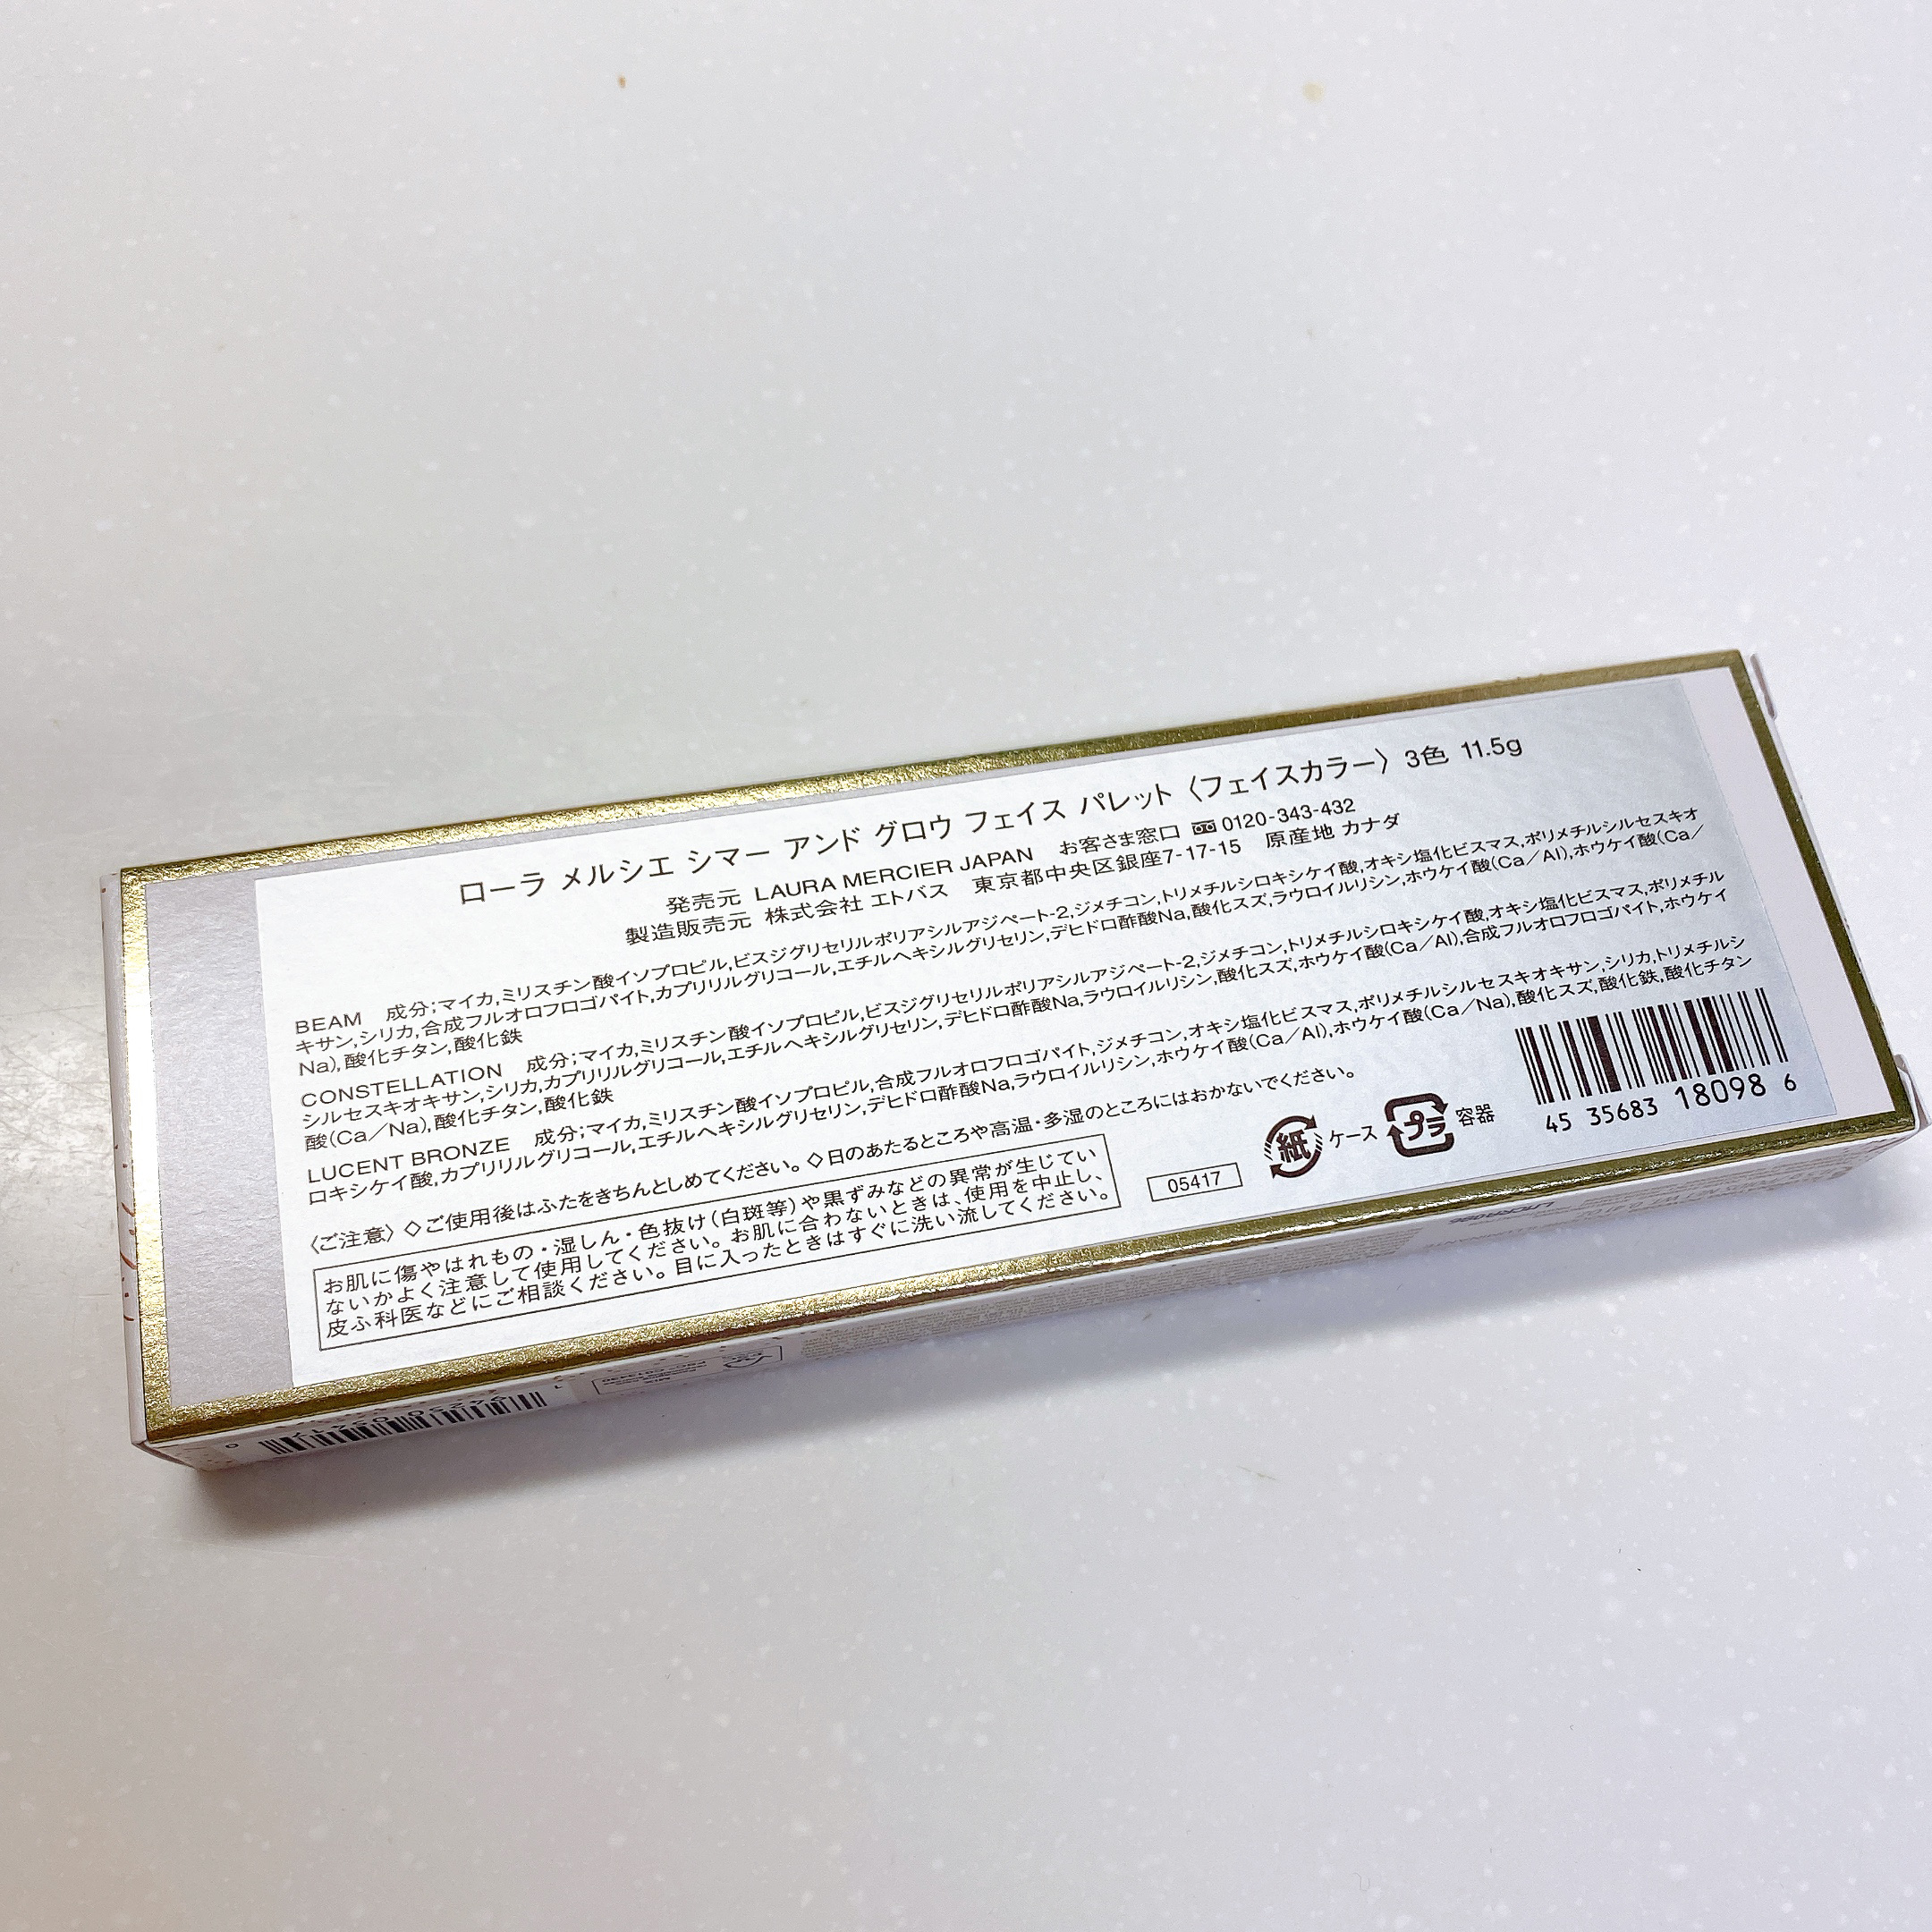 ローラ メルシエ シマー アンド グロウ フェイス パレット〈フェイスカラー〉3色 11.5g
発売元 LAURA MERCIER JAPAN お客さま窓口 0120-343-432
製造販売元 株式会社 エトバス 東京都中央区銀座7-17-15 原産地 カナダ
BEAM 成分;マイカ,ミリスチン酸イソプロピル,ビスジグリセリルポリアシルアジペート-2,ジメチコン,トリメチルシロキシケイ酸,オキシ塩化ビスマス,ポリメチルシルセスキオ
キサン,シリカ,合成フルオロフロゴパイト,カプリリルグリコール,エチルヘキシルグリセリン,デヒドロ酢酸Na,酸化スズ,ラウロイルリシン,ホウケイ酸(Ca/Al),ホウケイ酸(Ca/
Na),酸化チタン,酸化鉄
CONSTELLATION 成分;マイカ,ミリスチン酸イソプロピル,ビスジグリセリルポリアシルアジペート-2,ジメチコン,トリメチルシロキシケイ酸,オキシ塩化ビスマス,ポリメチル
シルセスキオキサン,シリカ,カプリリルグリコール,エチルヘキシルグリセリン,デヒドロ酢酸Na,ラウロイルリシン,酸化スズ,ホウケイ酸(Ca/Al),合成フルオロフロゴパイト,ホウケイ
酸(Ca/Na),酸化チタン,酸化鉄
LUCENT BRONZE 成分;マイカ,ミリスチン酸イソプロピル,合成フルオロフロゴパイト,ジメチコン,オキシ塩化ビスマス,ポリメチルシルセスキオキサン,シリカ,トリメチルシ
ロキシケイ酸,カプリリルグリコール,エチルヘキシルグリセリン,デヒドロ酢酸Na,ラウロイルリシン,ホウケイ酸(Ca/Al),ホウケイ酸(Ca/Na),酸化スズ,酸化鉄,酸化チタン
〈ご注意〉◇ご使用後はふたをきちんとしめてください。◇日のあたるところや高温・多湿のところにはおかないでください。
お肌に傷やはれもの・湿しん・色抜け(白斑等)や黒ずみなどの異常が生じてい
ないかよく注意して使用してください。お肌に合わないときは、使用を中止し、
皮ふ科医などにご相談ください。目に入ったときはすぐに洗い流してください。
05417
紙 ケース プラ 容器
45 35683 18098 6